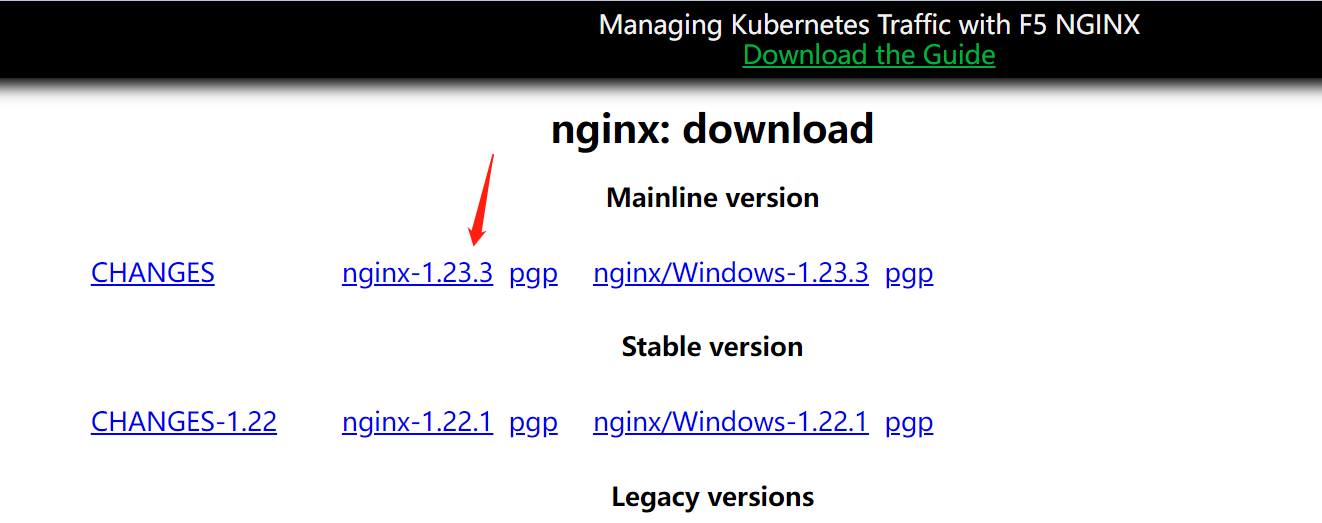 Managing Kubernetes Traffic with F5 NGINX
Download the Guide
nginx: download
Mainline version
CHANGES nginx-1.23.3 pgp nginx/Windows-1.23.3 pgp
Stable version
CHANGES-1.22 nginx-1.22.1 pgp nginx/Windows-1.22.1 pgp
Legacy versions